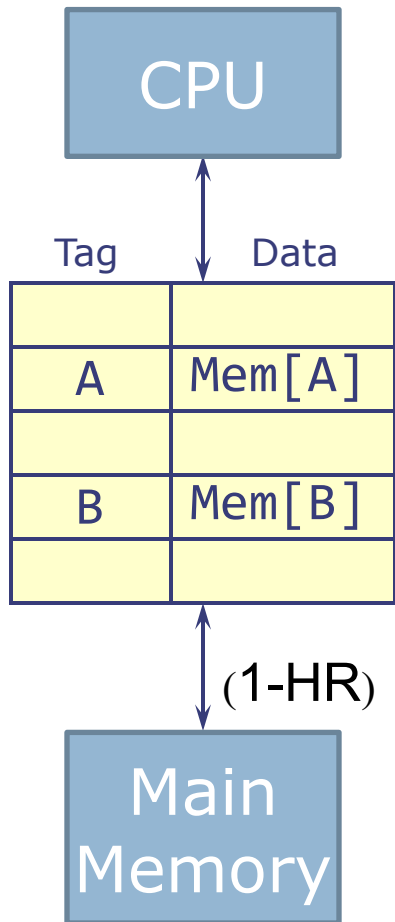 CPU
Tag Data
A Mem[A]
B Mem[B]
(1-HR)
Main
Memory